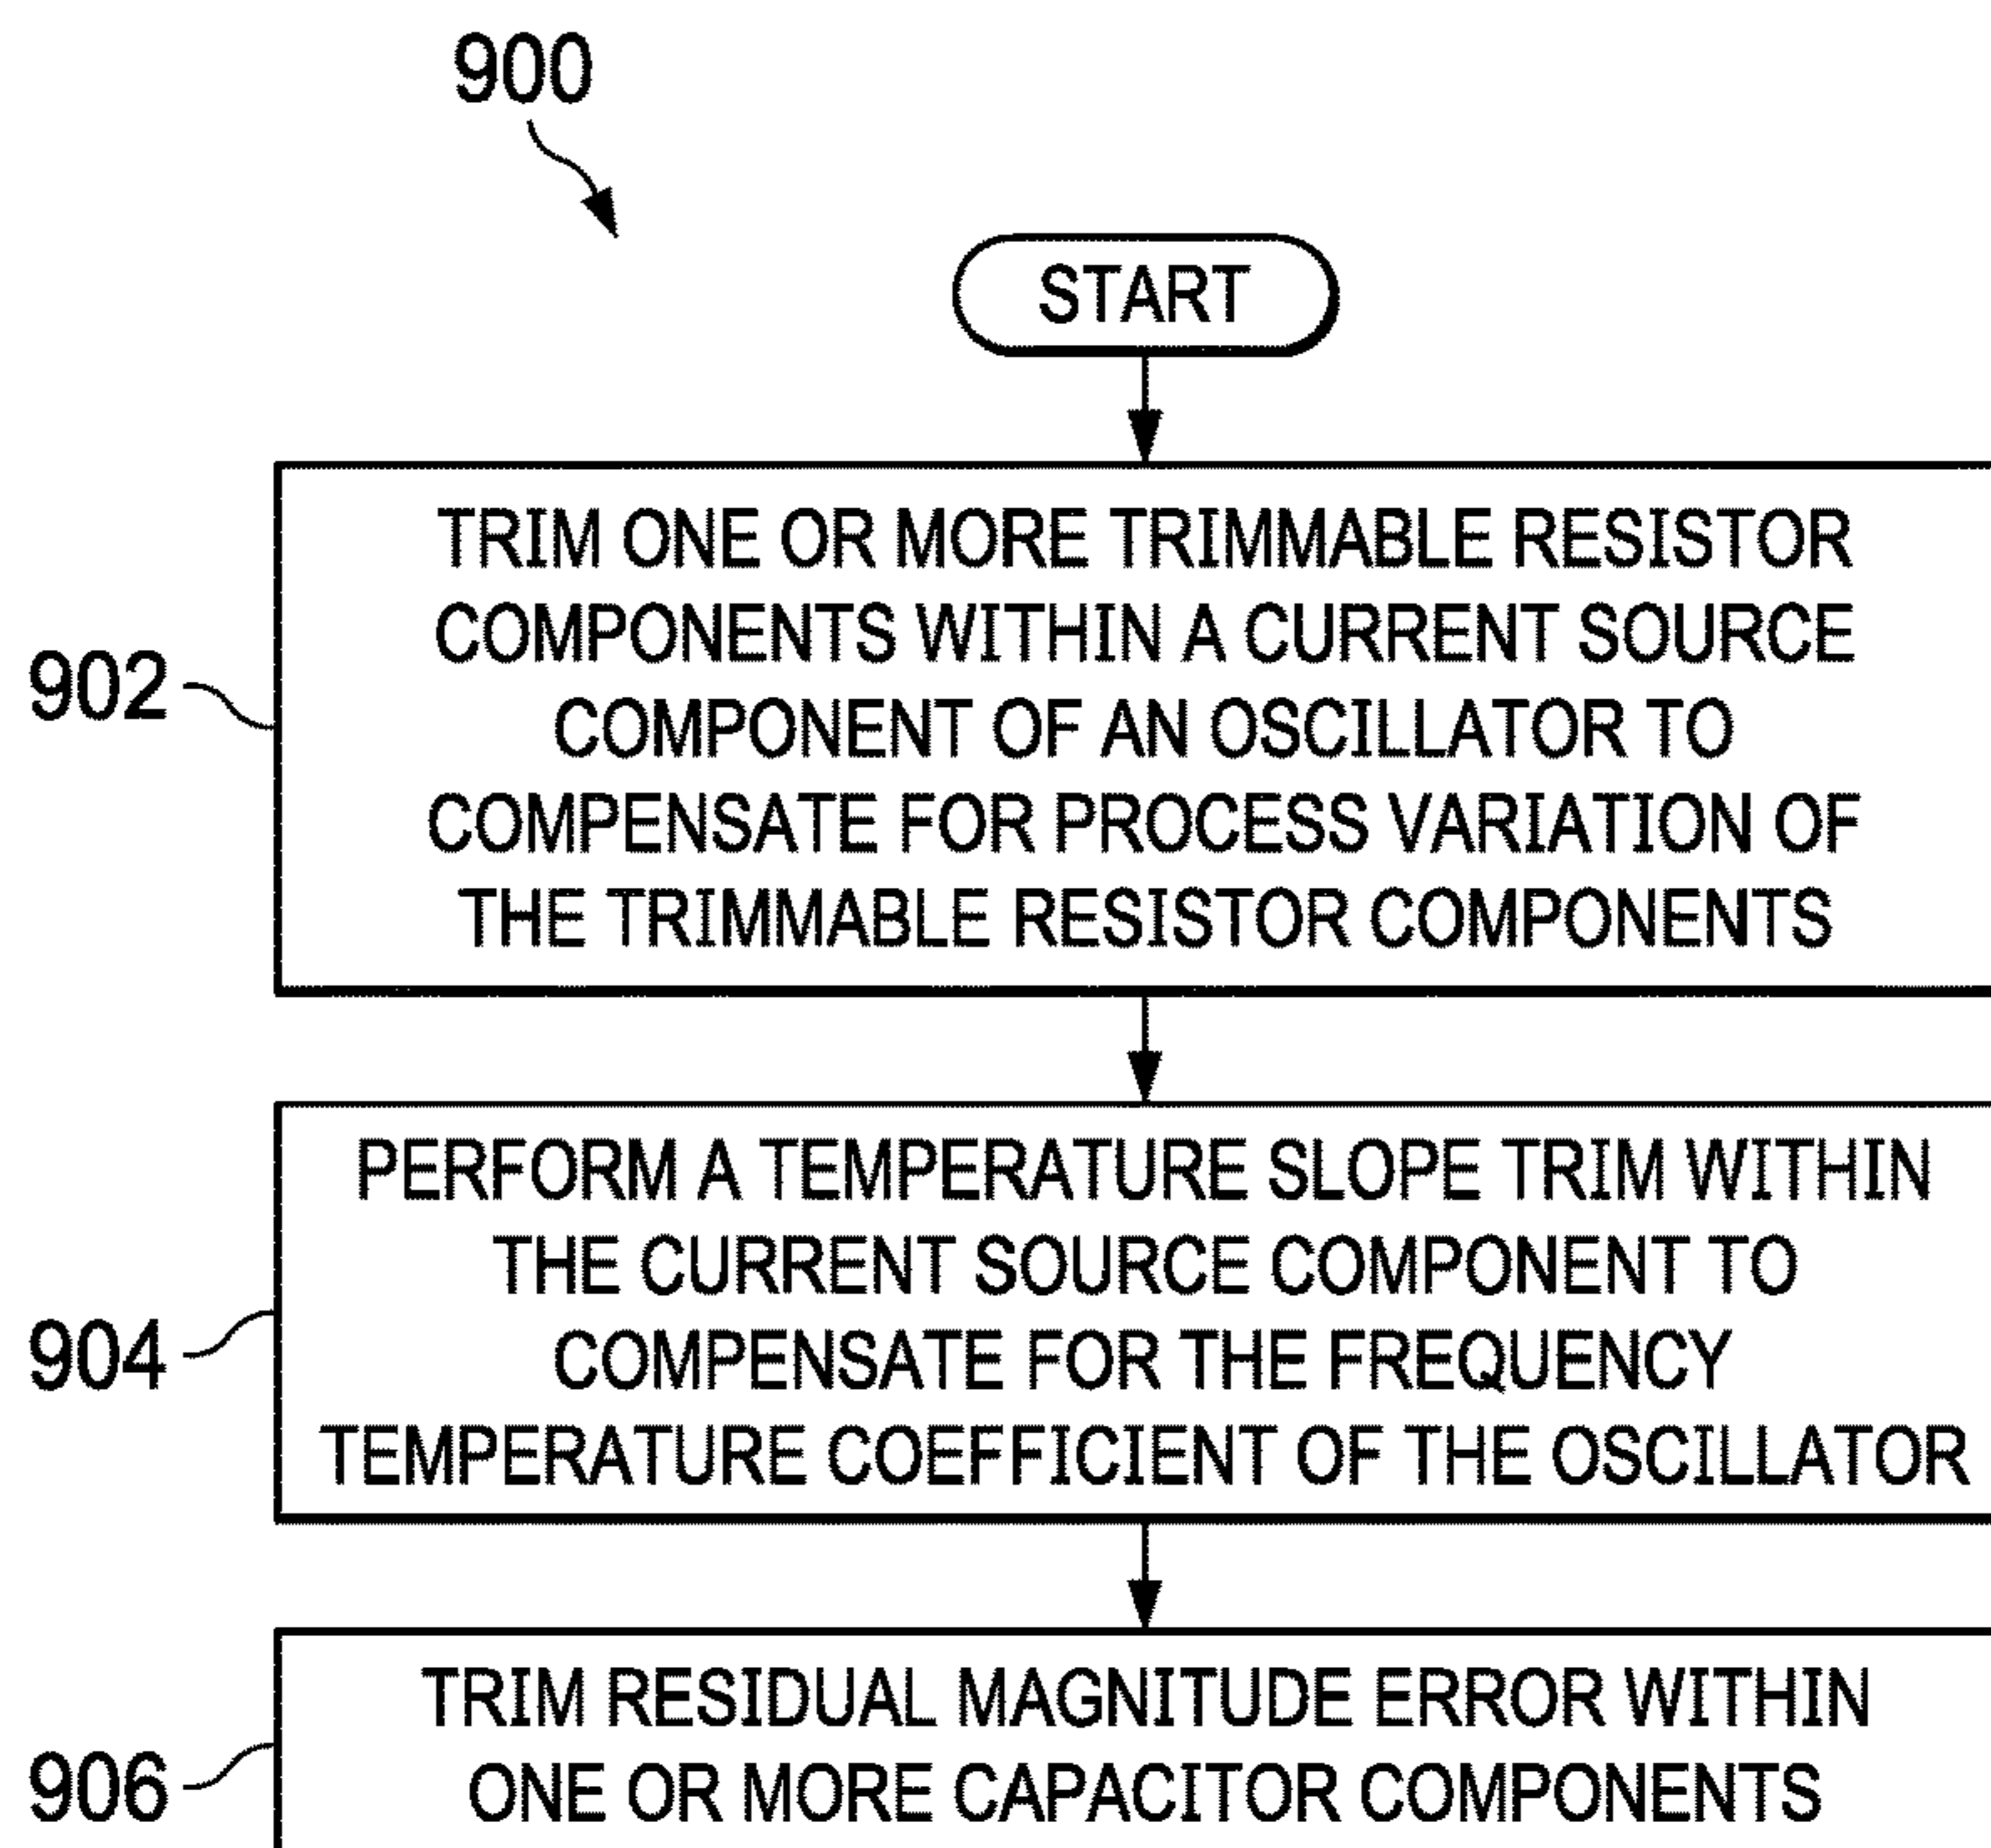 900
START
902
TRIM ONE OR MORE TRIMMABLE RESISTOR
COMPONENTS WITHIN A CURRENT SOURCE
COMPONENT OF AN OSCILLATOR TO
COMPENSATE FOR PROCESS VARIATION OF
THE TRIMMABLE RESISTOR COMPONENTS
904
PERFORM A TEMPERATURE SLOPE TRIM WITHIN
THE CURRENT SOURCE COMPONENT TO
COMPENSATE FOR THE FREQUENCY
TEMPERATURE COEFFICIENT OF THE OSCILLATOR
906
TRIM RESIDUAL MAGNITUDE ERROR WITHIN
ONE OR MORE CAPACITOR COMPONENTS